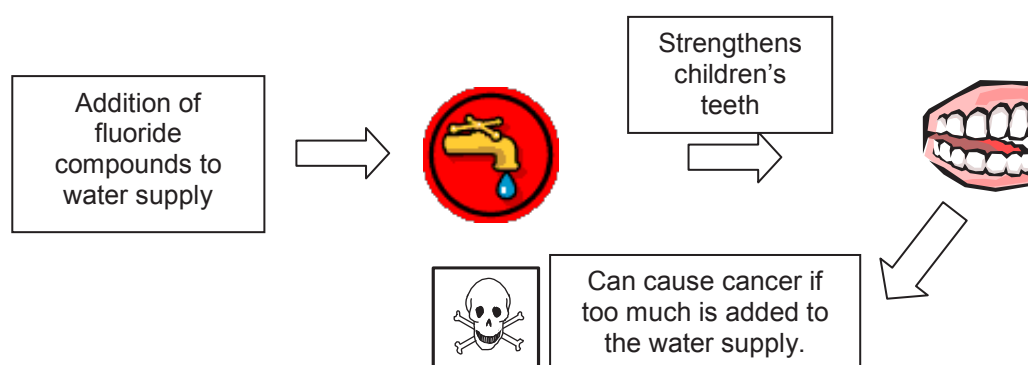 Addition of
fluoride
compounds to
water supply
Strengthens
children’s
teeth
Can cause cancer if
too much is added to
the water supply.